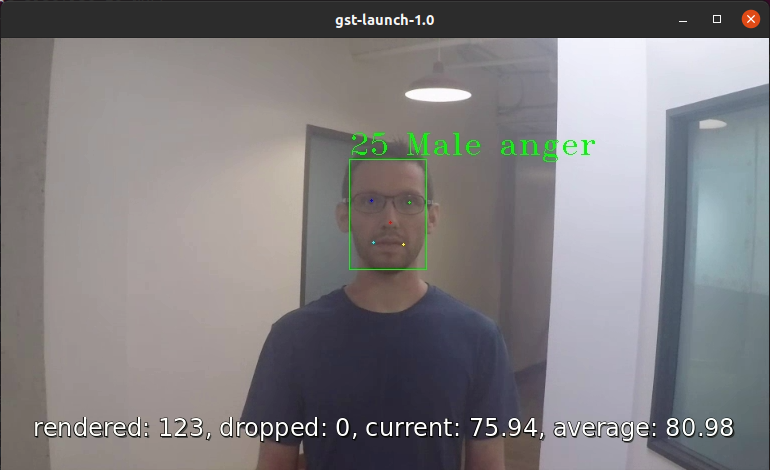 gst-launch-1.0
25 Male anger
rendered: 123, dropped: 0, current: 75.94, average: 80.98